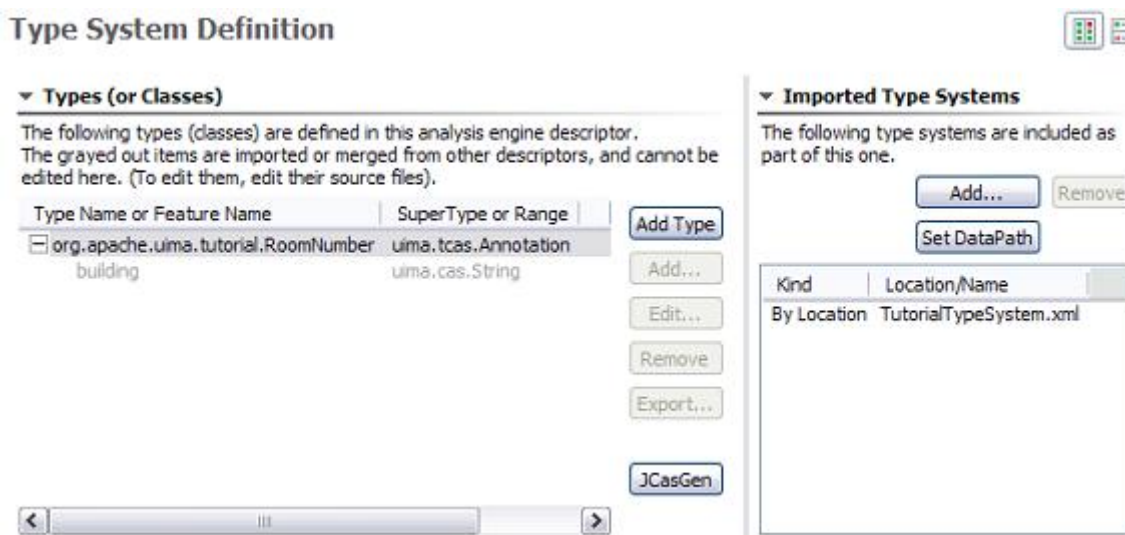 Type System Definition
Types (or Classes)
The following types (classes) are defined in this analysis engine descriptor.
The grayed out items are imported or merged from other descriptors, and cannot be
edited here. (To edit them, edit their source files).
Type Name or Feature Name SuperType or Range
org.apache.uima.tutorial.RoomNumber uima.tcas.Annotation
building uima.cas.String
Add Type
Add...
Edit...
Remove
Export...
JCasGen
Imported Type Systems
The following type systems are included as
part of this one.
Add... Remove
Set DataPath
Kind Location/Name
By Location TutorialTypeSystem.xml